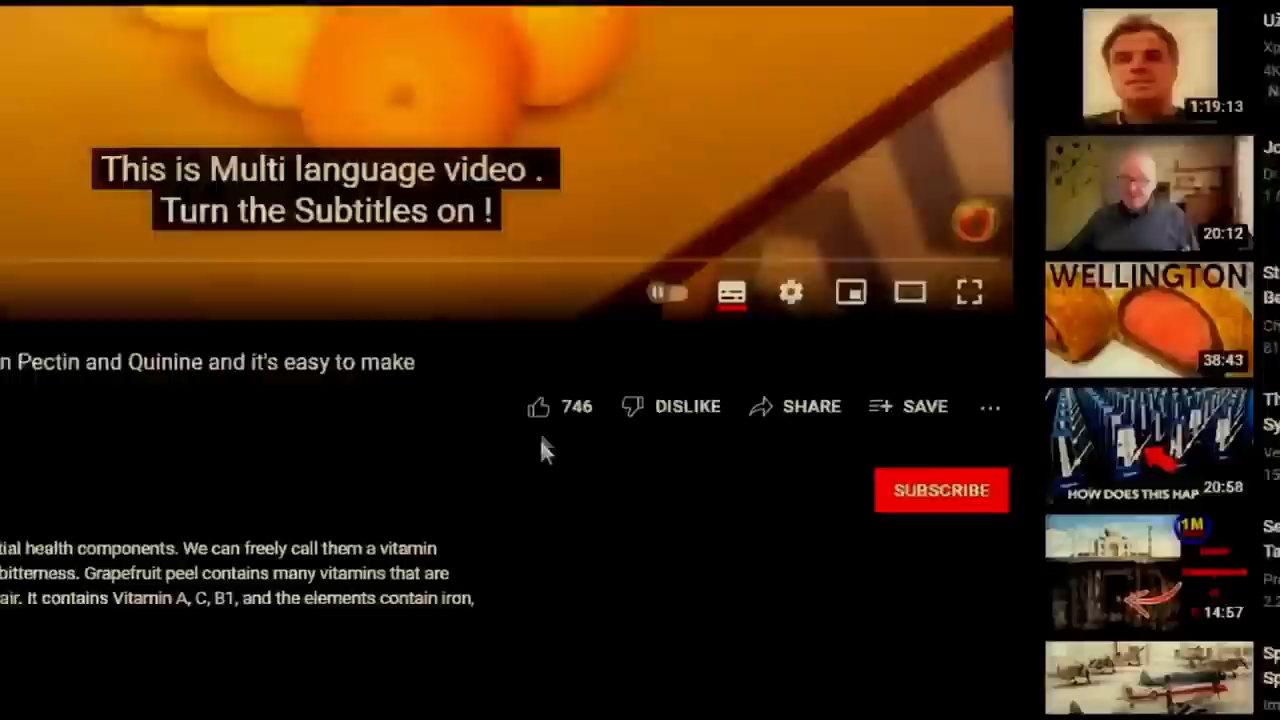 This is Multi language video .
Turn the Subtitles on !
n Pectin and Quinine and it's easy to make
746 DISLIKE SHARE SAVE ...
SUBSCRIBE
tial health components. We can freely call them a vitamin
bitterness. Grapefruit peel contains many vitamins that are
air. It contains Vitamin A, C, B1, and the elements contain iron,
1:19:13
20:12
WELLINGTON
38:43
HOW DOES THIS HAP
20:58
1M
14:57